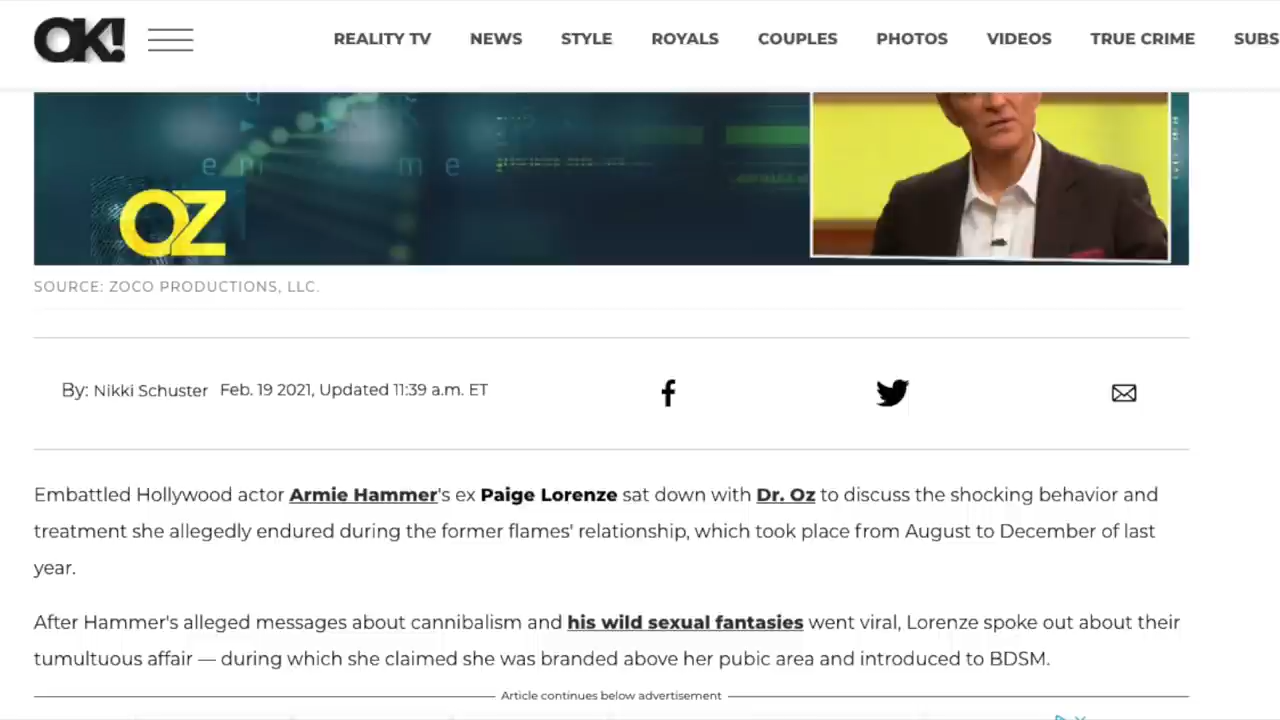 OK!
REALITY TV NEWS STYLE ROYALS COUPLES PHOTOS VIDEOS TRUE CRIME SUBS
q
e m m e
OZ
SOURCE: ZOCO PRODUCTIONS, LLC.
By: Nikki Schuster Feb. 19 2021, Updated 11:39 a.m. ET
Embattled Hollywood actor Armie Hammer's ex Paige Lorenze sat down with Dr. Oz to discuss the shocking behavior and
treatment she allegedly endured during the former flames' relationship, which took place from August to December of last
year.
After Hammer's alleged messages about cannibalism and his wild sexual fantasies went viral, Lorenze spoke out about their
tumultuous affair — during which she claimed she was branded above her pubic area and introduced to BDSM.
Article continues below advertisement